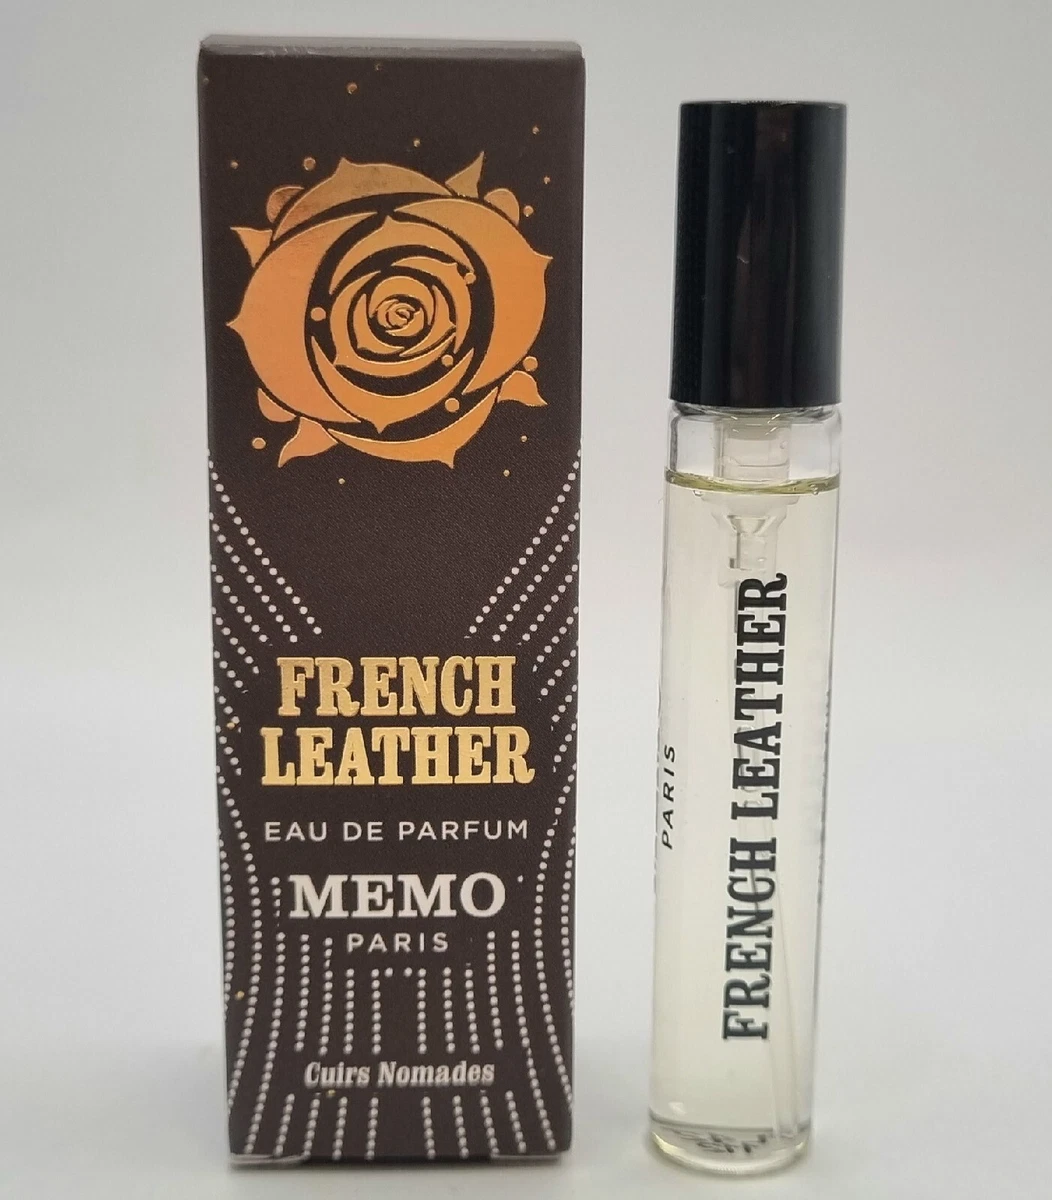 FRENCH
LEATHER
EAU DE PARFUM
MEMO
PARIS
Cuirs Nomades
FRENCH LEATHER
PARIS